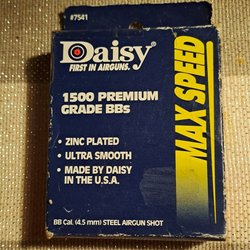 #7541
Daisy®
FIRST IN AIRGUNS.
1500 PREMIUM
GRADE BBs
• ZINC PLATED
• ULTRA SMOOTH
• MADE BY DAISY
IN THE U.S.A.
MAX SPEED
BB Cal. (4.5 mm) STEEL AIRGUN SHOT